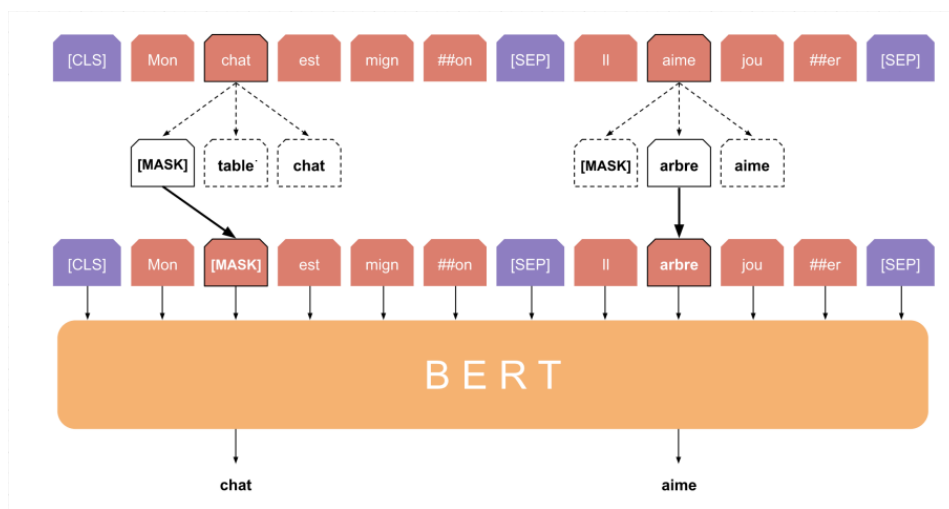 [CLS] Mon chat est mign ##on [SEP] Il aime jou ##er [SEP]
[MASK] table chat [MASK] arbre aime
[CLS] Mon [MASK] est mign ##on [SEP] Il arbre jou ##er [SEP]
BERT
chat aime